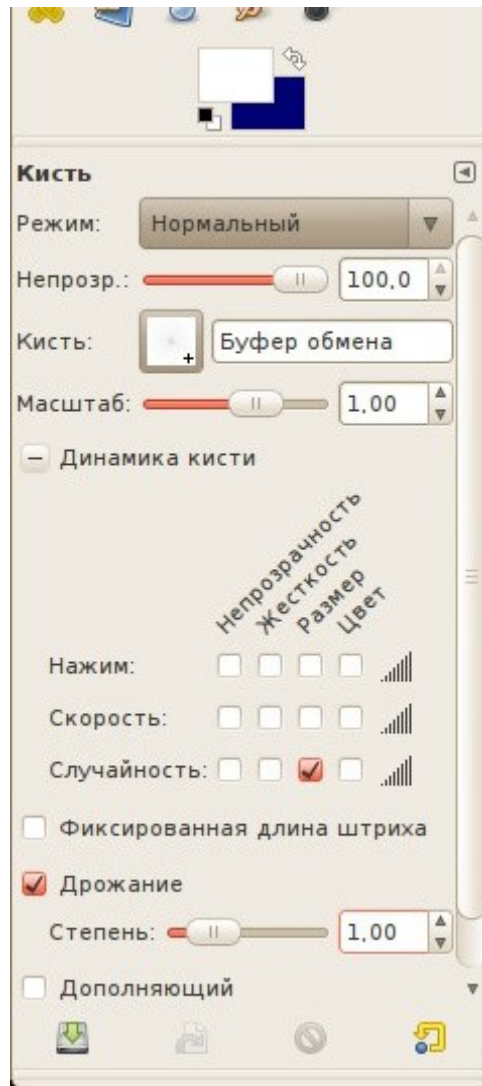 Кисть
Режим: Нормальный
Непрозр.: 100,0
Кисть: Буфер обмена
Масштаб: 1,00
Динамика кисти
Непрозрачность Жесткость Размер Цвет
Нажим:
Скорость:
Случайность:
Фиксированная длина штриха
Дрожание
Степень: 1,00
Дополняющий